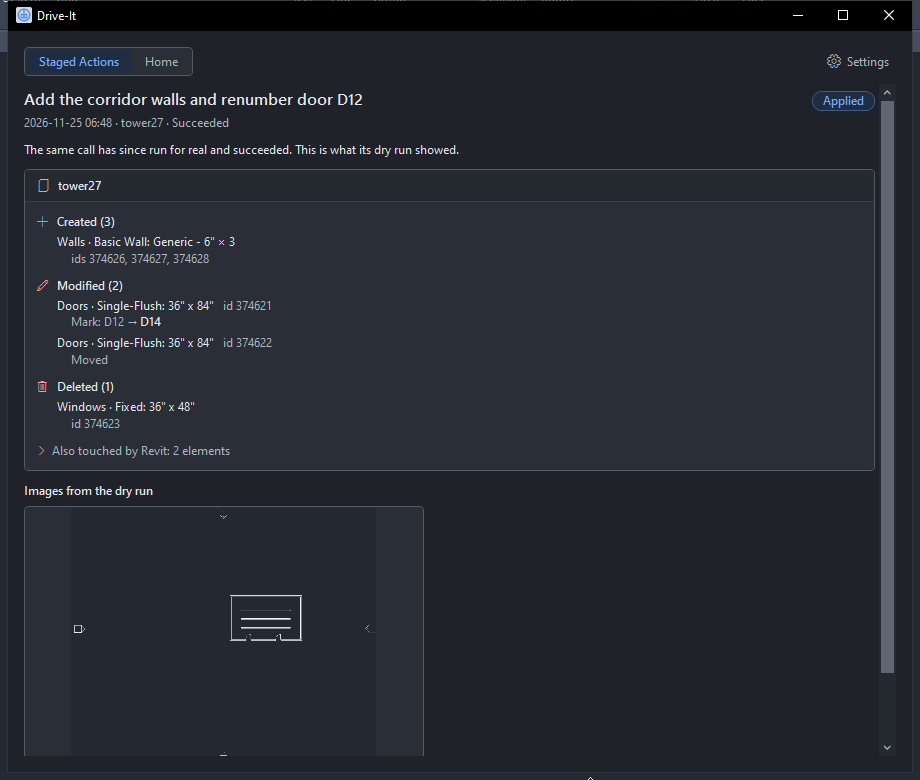 Drive-It
Staged Actions
Home
Settings
Add the corridor walls and renumber door D12
Applied
2026-11-25 06:48 · tower27 · Succeeded
The same call has since run for real and succeeded. This is what its dry run showed.
tower27
Created (3)
Walls · Basic Wall: Generic - 6" × 3
ids 374626, 374627, 374628
Modified (2)
Doors · Single-Flush: 36" x 84" id 374621
Mark: D12 → D14
Doors · Single-Flush: 36" x 84" id 374622
Moved
Deleted (1)
Windows · Fixed: 36" x 48"
id 374623
Also touched by Revit: 2 elements
Images from the dry run